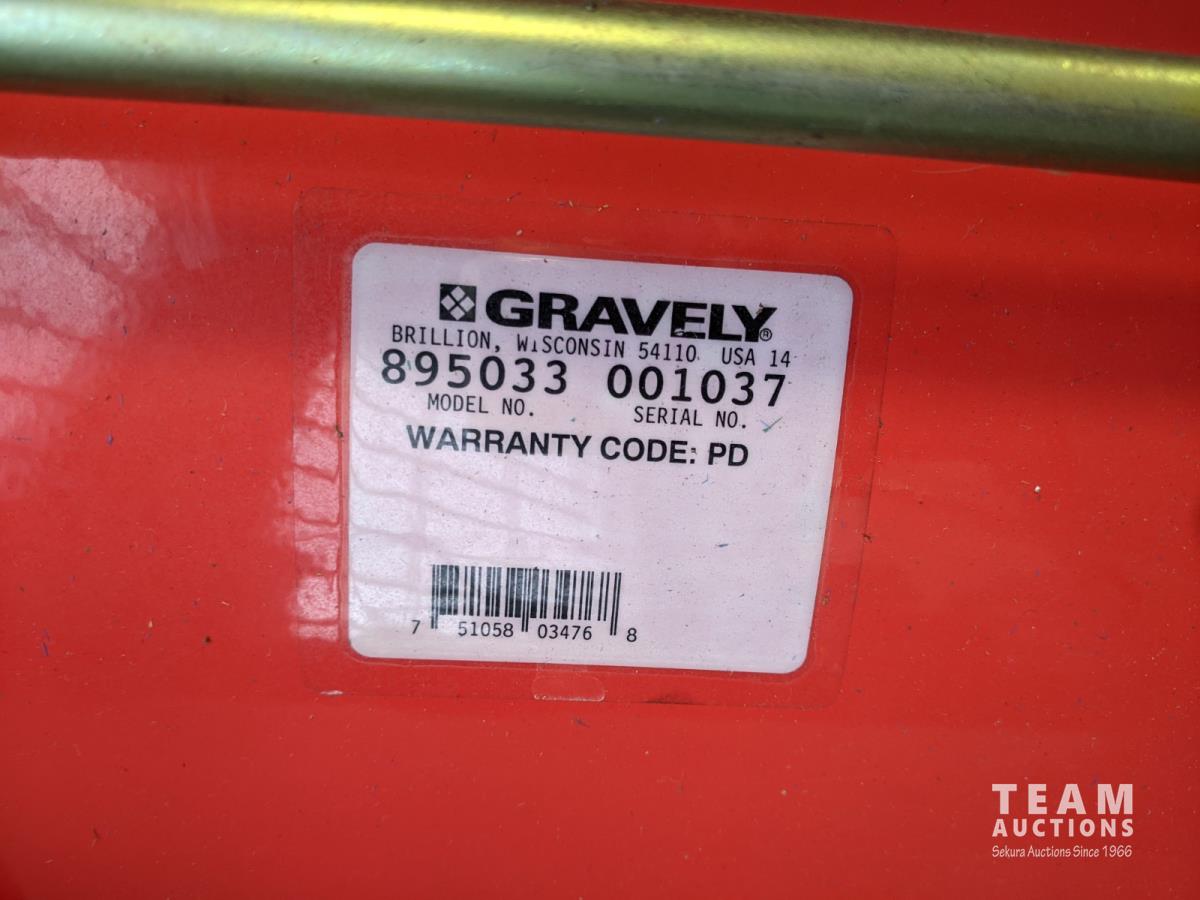 GRAVELY®
BRILLION, WISCONSIN 54110 USA 14
895033 001037
MODEL NO. SERIAL NO.
WARRANTY CODE: PD
7 51058 03476 8
TEAM
AUCTIONS
Sekura Auctions Since 1966